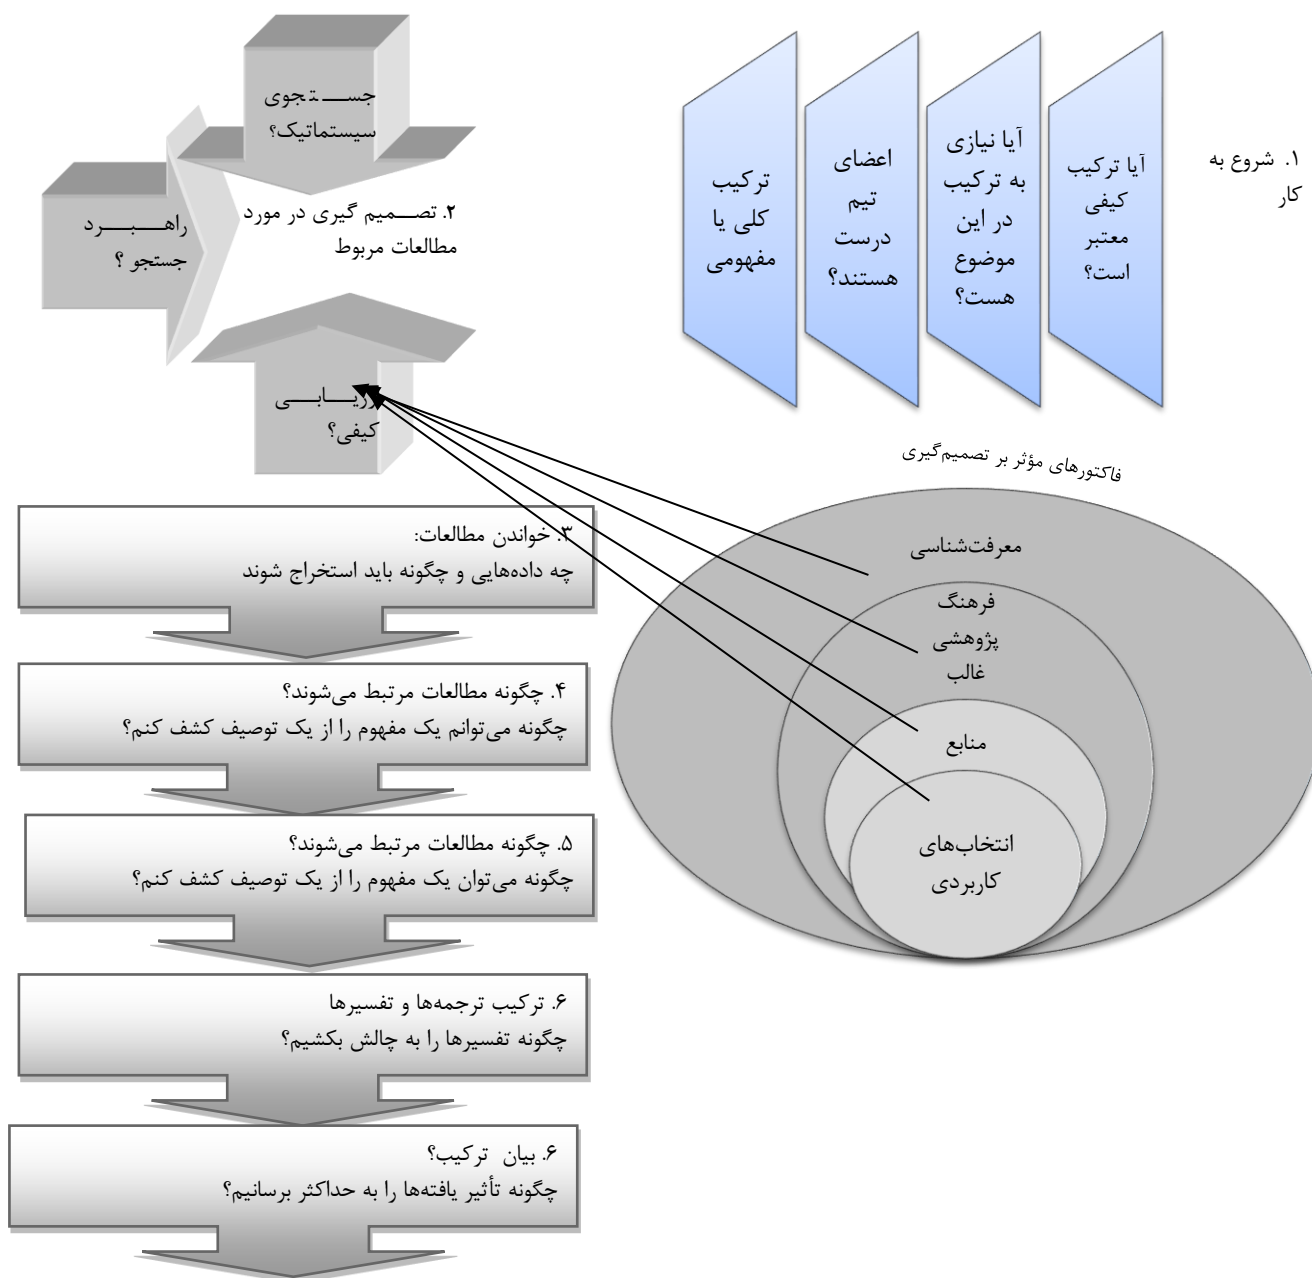 ۱. شروع به
کار
آیا ترکیب
کیفی
معتبر
است؟
آیا نیازی
به ترکیب
در این
موضوع
هست؟
اعضای
تیم
درست
هستند؟
ترکیب
کلی یا
مفهومی
جستجوی
سیستماتیک؟
راهبرد
جستجو ؟
۲. تصمیم گیری در مورد
مطالعات مربوط
کیفی؟
فاکتورهای مؤثر بر تصمیم‌گیری
معرفت‌شناسی
فرهنگ
پژوهشی
غالب
منابع
انتخاب‌های
کاربردی
۳. خواندن مطالعات:
چه داده‌هایی و چگونه باید استخراج شوند
۴. چگونه مطالعات مرتبط می‌شوند؟
چگونه می‌توانم یک مفهوم را از یک توصیف کشف کنم؟
۵. چگونه مطالعات مرتبط می‌شوند؟
چگونه می‌توان یک مفهوم را از یک توصیف کشف کنم؟
۶. ترکیب ترجمه‌ها و تفسیرها
چگونه تفسیرها را به چالش بکشیم؟
۶. بیان ترکیب؟
چگونه تأثیر یافته‌ها را به حداکثر برسانیم؟